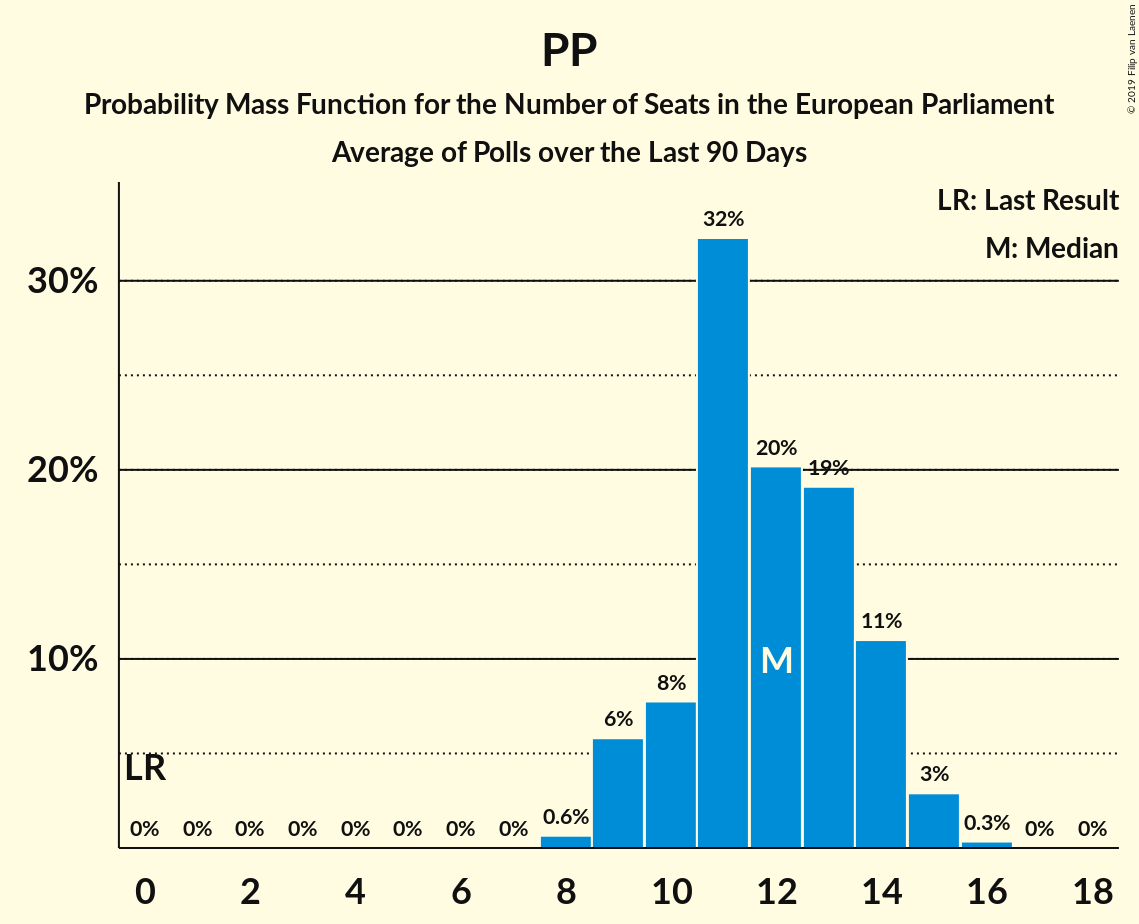 PP
Probability Mass Function for the Number of Seats in the European Parliament
Average of Polls over the Last 90 Days
© 2019 Filip van Laenen
LR: Last Result
M: Median
32%
30%
20%
19%
20%
11%
M
10%
8%
6%
LR
3%
0% 0% 0% 0% 0% 0% 0% 0% 0.6% 0.3% 0% 0%
0 2 4 6 8 10 12 14 16 18